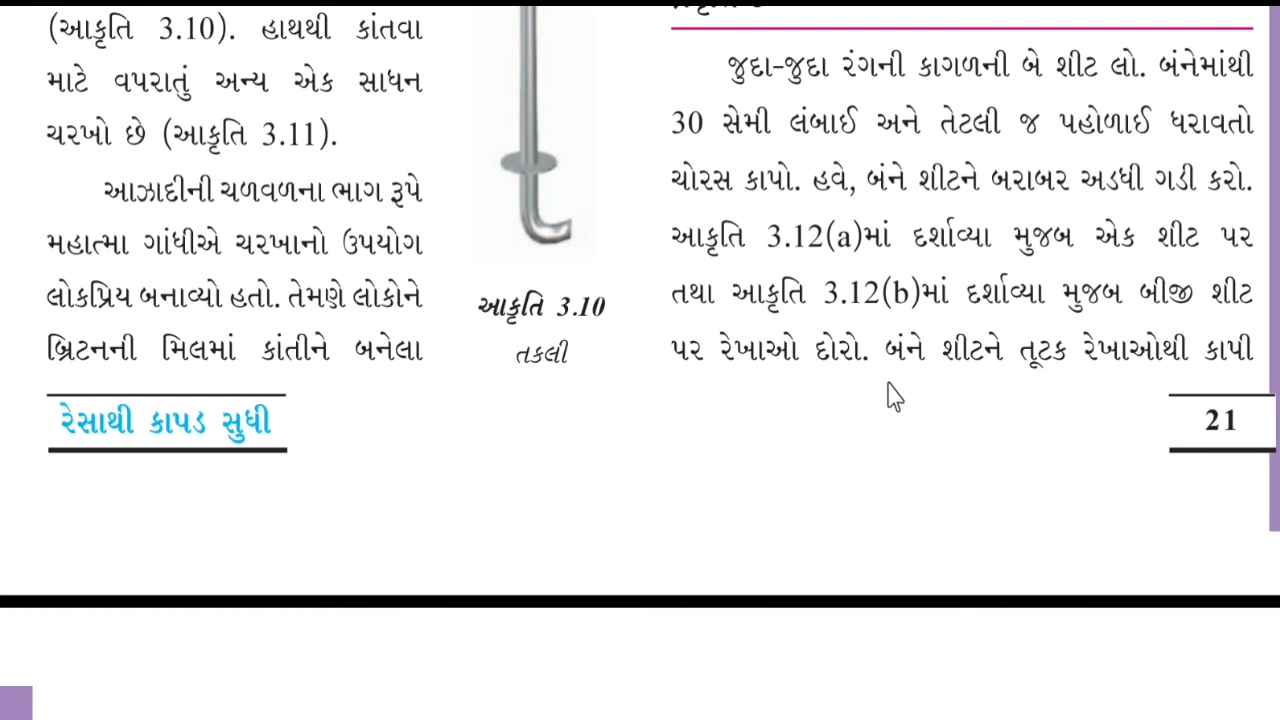 (આકૃતિ 3.10). હાથથી કાંતવા
માટે વપરાતું અન્ય એક સાધન
ચરખો છે (આકૃતિ 3.11).
આઝાદીની ચળવળના ભાગ રૂપે
મહાત્મા ગાંધીએ ચરખાનો ઉપયોગ
લોકપ્રિય બનાવ્યો હતો. તેમણે લોકોને
બ્રિટનની મિલમાં કાંતીને બનેલા
આકૃતિ 3.10
તકલી
જુદા-જુદા રંગની કાગળની બે શીટ લો. બંનેમાંથી
30 સેમી લંબાઈ અને તેટલી જ પહોળાઈ ધરાવતો
ચોરસ કાપો. હવે, બંને શીટને બરાબર અડધી ગડી કરો.
આકૃતિ 3.12(a)માં દર્શાવ્યા મુજબ એક શીટ પર
તથા આકૃતિ 3.12(b)માં દર્શાવ્યા મુજબ બીજી શીટ
પર રેખાઓ દોરો. બંને શીટને તૂટક રેખાઓથી કાપી
રેસાથી કાપડ સુધી
21